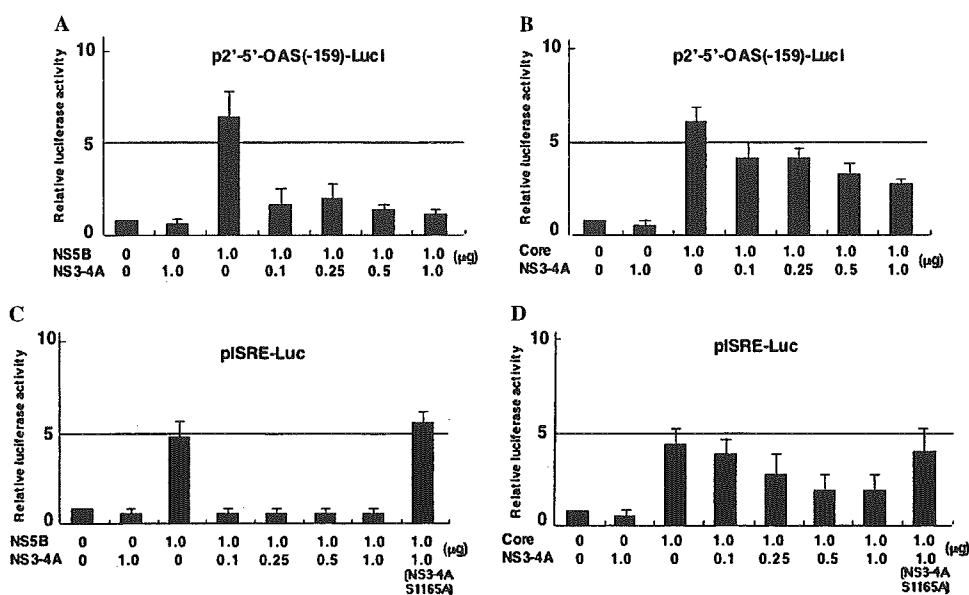 A
p2'-5'-OAS(-159)-Luci
Relative luciferase activity
10
5
0
NS5B 0 0 1.0 1.0 1.0 1.0 1.0 (μg)
NS3-4A 0 1.0 0 0.1 0.25 0.5 1.0
B
p2'-5'-OAS(-159)-Luci
Relative luciferase activity
10
5
0
Core 0 0 1.0 1.0 1.0 1.0 1.0 (μg)
NS3-4A 0 1.0 0 0.1 0.25 0.5 1.0
C
pISRE-Luc
Relative luciferase activity
10
5
0
NS5B 0 0 1.0 1.0 1.0 1.0 1.0 1.0 (μg)
NS3-4A 0 1.0 0 0.1 0.25 0.5 1.0 1.0
(NS3-4A
S1165A)
D
pISRE-Luc
Relative luciferase activity
10
5
0
Core 0 0 1.0 1.0 1.0 1.0 1.0 1.0 (μg)
NS3-4A 0 1.0 0 0.1 0.25 0.5 1.0 1.0
(NS3-4A
S1165A)